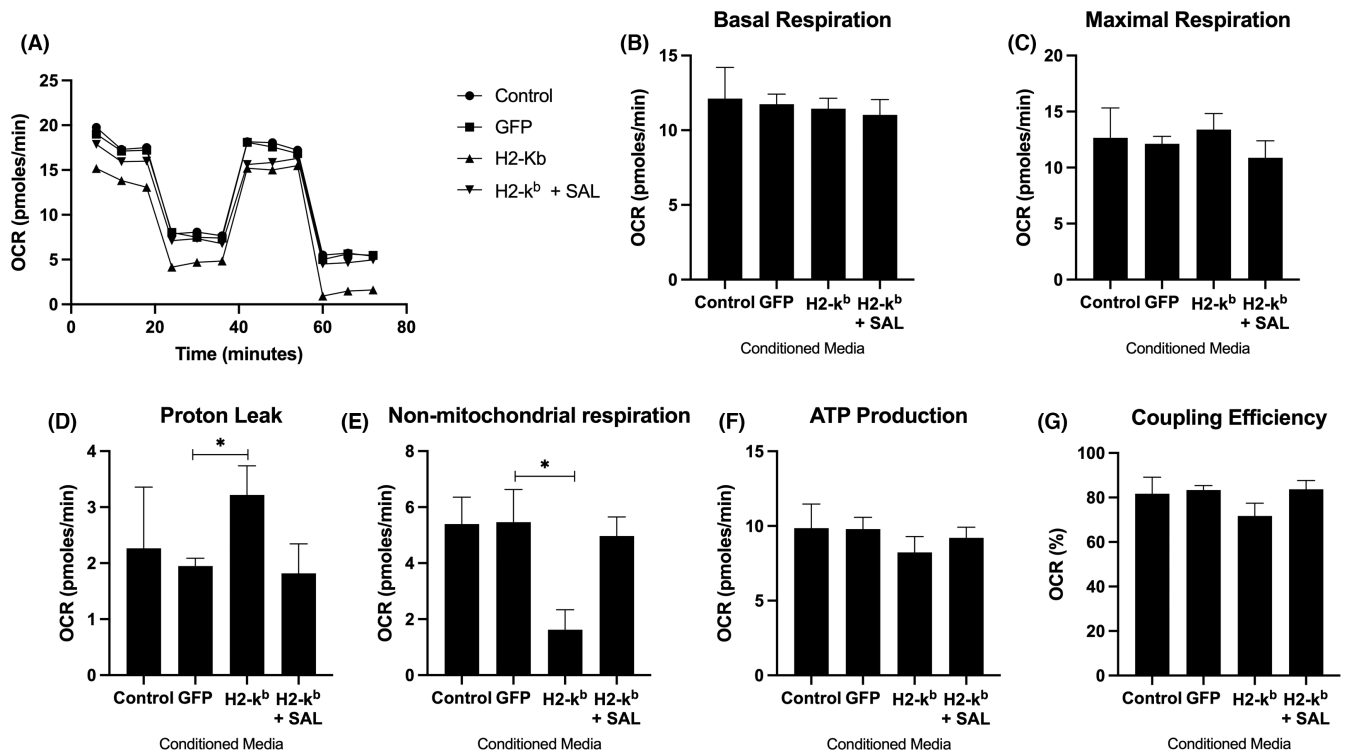 (A)
OCR (pmoles/min)
25
20
15
10
5
0
0 20 40 60 80
Time (minutes)
Control
GFP
H2-Kb
H2-kᵇ + SAL
(B)
Basal Respiration
OCR (pmoles/min)
15
10
5
0
Control GFP H2-kᵇ H2-kᵇ
+ SAL
Conditioned Media
(C)
Maximal Respiration
OCR (pmoles/min)
20
15
10
5
0
Control GFP H2-kᵇ H2-kᵇ
+ SAL
Conditioned Media
(D)
Proton Leak
OCR (pmoles/min)
4
3
2
1
0
*
Control GFP H2-kᵇ H2-kᵇ
+ SAL
Conditioned Media
(E)
Non-mitochondrial respiration
OCR (pmoles/min)
8
6
4
2
0
*
Control GFP H2-kᵇ H2-kᵇ
+ SAL
Conditioned Media
(F)
ATP Production
OCR (pmoles/min)
15
10
5
0
Control GFP H2-kᵇ H2-kᵇ
+ SAL
Conditioned Media
(G)
Coupling Efficiency
OCR (%)
100
80
60
40
20
0
Control GFP H2-kᵇ H2-kᵇ
+ SAL
Conditioned Media